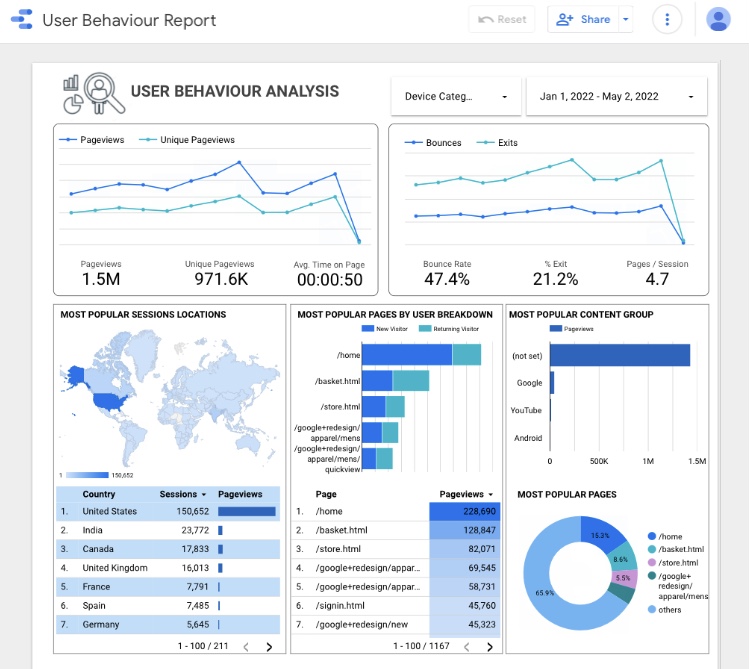 User Behaviour Report
Reset
Share
USER BEHAVIOUR ANALYSIS
Device Categ...
Jan 1, 2022 - May 2, 2022
Pageviews
Unique Pageviews
Pageviews
1.5M
Unique Pageviews
971.6K
Avg. Time on Page
00:00:50
Bounces
Exits
Bounce Rate
47.4%
% Exit
21.2%
Pages / Session
4.7
MOST POPULAR SESSIONS LOCATIONS
1
150,652
Country Sessions Pageviews
1. United States 150,652
2. India 23,772
3. Canada 17,833
4. United Kingdom 16,013
5. France 7,791
6. Spain 7,485
7. Germany 5,645
1 - 100 / 211
MOST POPULAR PAGES BY USER BREAKDOWN
New Visitor
Returning Visitor
/home
/basket.html
/store.html
/google+redesign/
apparel/mens
/google+redesign/
apparel/mens/
quickview
Page Pageviews
1. /home 228,690
2. /basket.html 128,847
3. /store.html 82,071
4. /google+redesign/appar... 69,545
5. /google+redesign/appar... 58,731
6. /signin.html 45,760
7. /google+redesign/new 45,323
1 - 100 / 1167
MOST POPULAR CONTENT GROUP
Pageviews
(not set)
Google
YouTube
Android
0 500K 1M 1.5M
MOST POPULAR PAGES
15.3%
8.6%
5.5%
65.9%
/home
/basket.html
/store.html
/google+
redesign/
apparel/mens
others